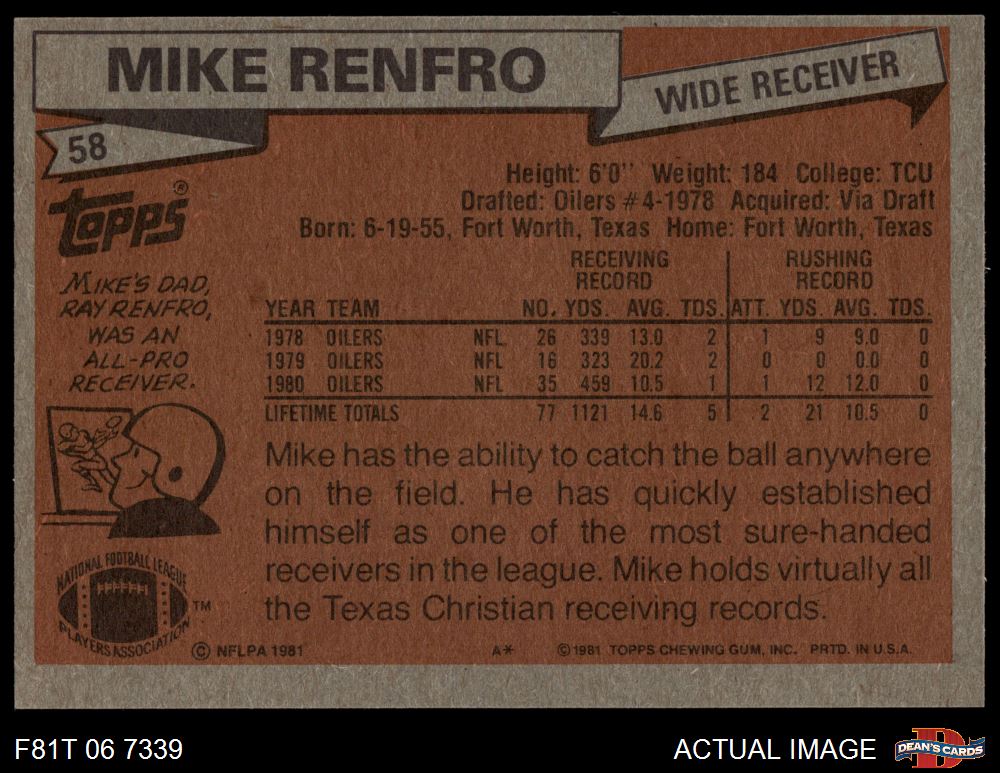 MIKE RENFRO
WIDE RECEIVER
58
topps®
Height: 6'0" Weight: 184 College: TCU
Drafted: Oilers #4-1978 Acquired: Via Draft
Born: 6-19-55, Fort Worth, Texas Home: Fort Worth, Texas
MIKE'S DAD,
RAY RENFRO,
WAS AN
ALL-PRO
RECEIVER.
RECEIVING RUSHING
RECORD RECORD
YEAR TEAM NO. YDS. AVG. TDS. ATT. YDS. AVG. TDS.
1978 OILERS NFL 26 339 13.0 2 1 9 9.0 0
1979 OILERS NFL 16 323 20.2 2 0 0 0.0 0
1980 OILERS NFL 35 459 10.5 1 1 12 12.0 0
LIFETIME TOTALS 77 1121 14.6 5 2 21 10.5 0
Mike has the ability to catch the ball anywhere
on the field. He has quickly established
himself as one of the most sure-handed
receivers in the league. Mike holds virtually all
the Texas Christian receiving records.
NATIONAL FOOTBALL LEAGUE
PLAYERS ASSOCIATION
TM
© NFLPA 1981 A* © 1981 TOPPS CHEWING GUM, INC. PRTD. IN U.S.A.
F81T 06 7339 ACTUAL IMAGE
D
DEAN'S CARDS